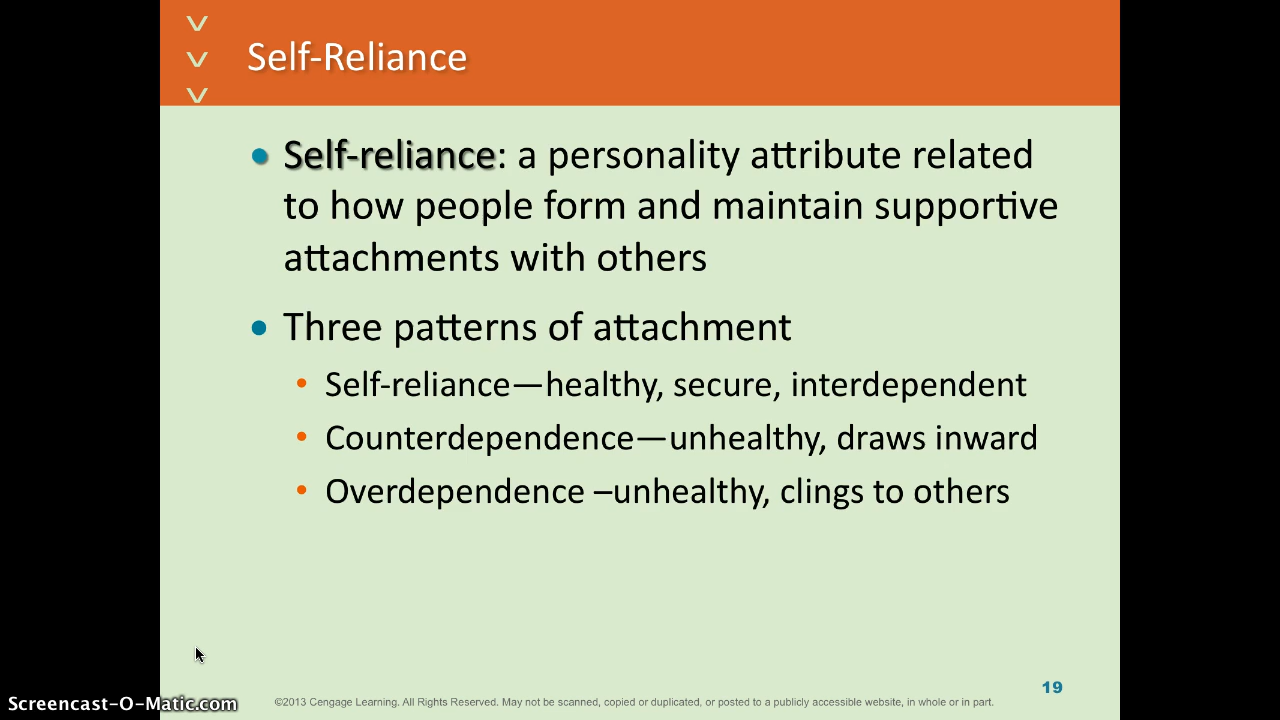 Self-Reliance
• Self-reliance: a personality attribute related
to how people form and maintain supportive
attachments with others
• Three patterns of attachment
• Self-reliance—healthy, secure, interdependent
• Counterdependence—unhealthy, draws inward
• Overdependence –unhealthy, clings to others
19
©2013 Cengage Learning. All Rights Reserved. May not be scanned, copied or duplicated, or posted to a publicly accessible website, in whole or in part.
Screencast-O-Matic.com